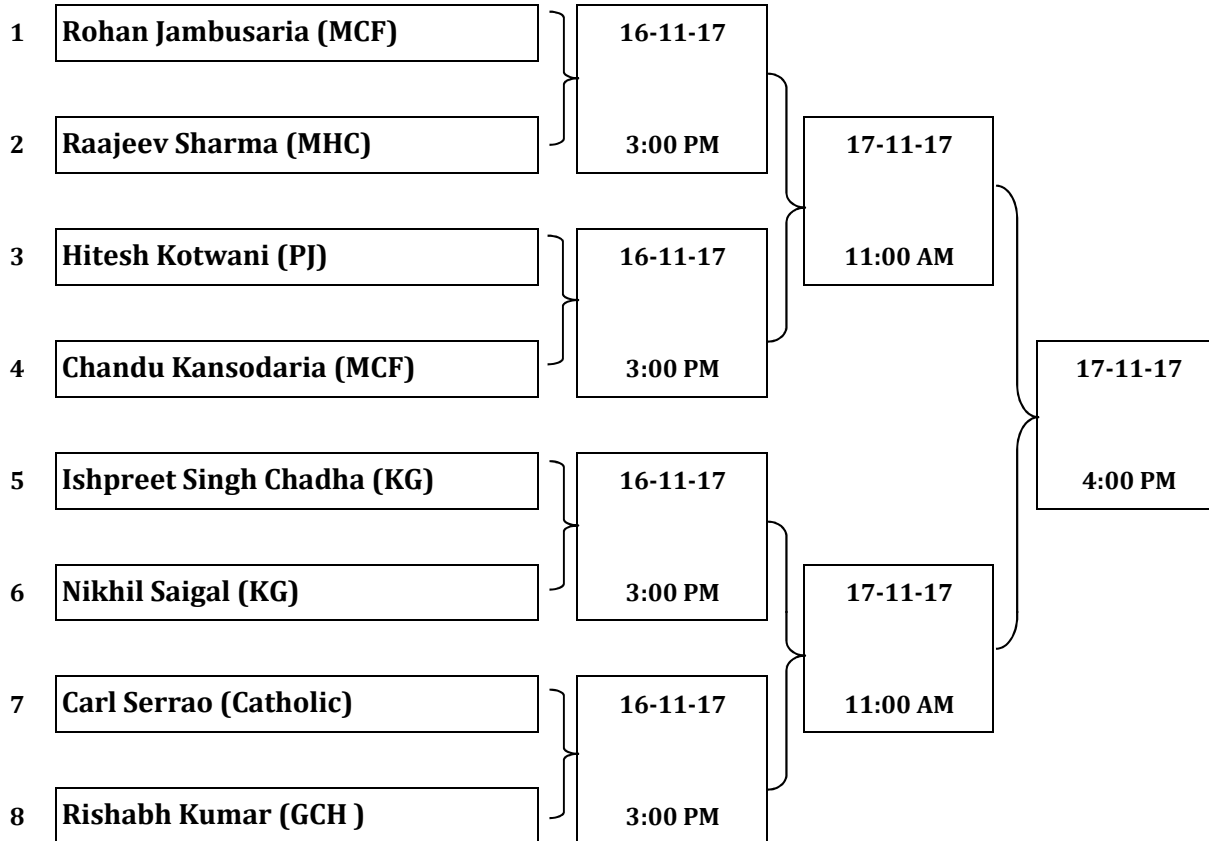 1 Rohan Jambusaria (MCF) 16-11-17
2 Raajeev Sharma (MHC) 3:00 PM 17-11-17
3 Hitesh Kotwani (PJ) 16-11-17 11:00 AM
4 Chandu Kansodaria (MCF) 3:00 PM 17-11-17
5 Ishpreet Singh Chadha (KG) 16-11-17 4:00 PM
6 Nikhil Saigal (KG) 3:00 PM 17-11-17
7 Carl Serrao (Catholic) 16-11-17 11:00 AM
8 Rishabh Kumar (GCH ) 3:00 PM